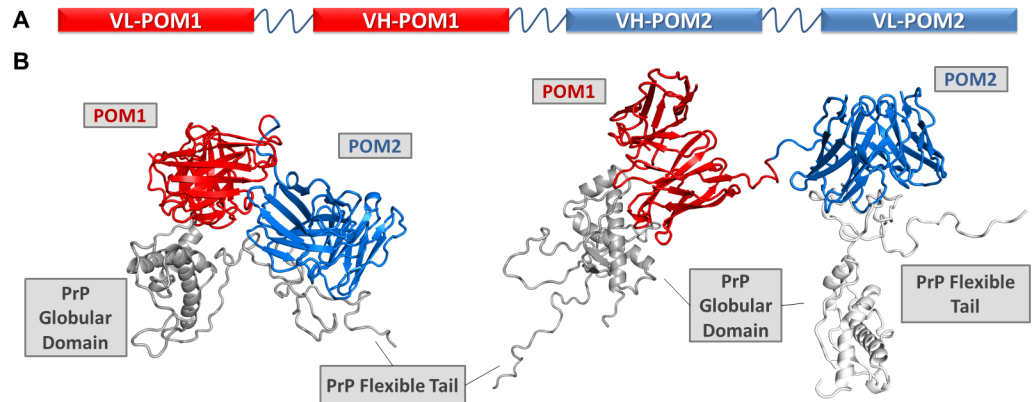 A
VL-POM1
VH-POM1
VH-POM2
VL-POM2
B
POM1
POM2
PrP
Globular
Domain
PrP Flexible Tail
POM1
POM2
PrP
Globular
Domain
PrP Flexible
Tail